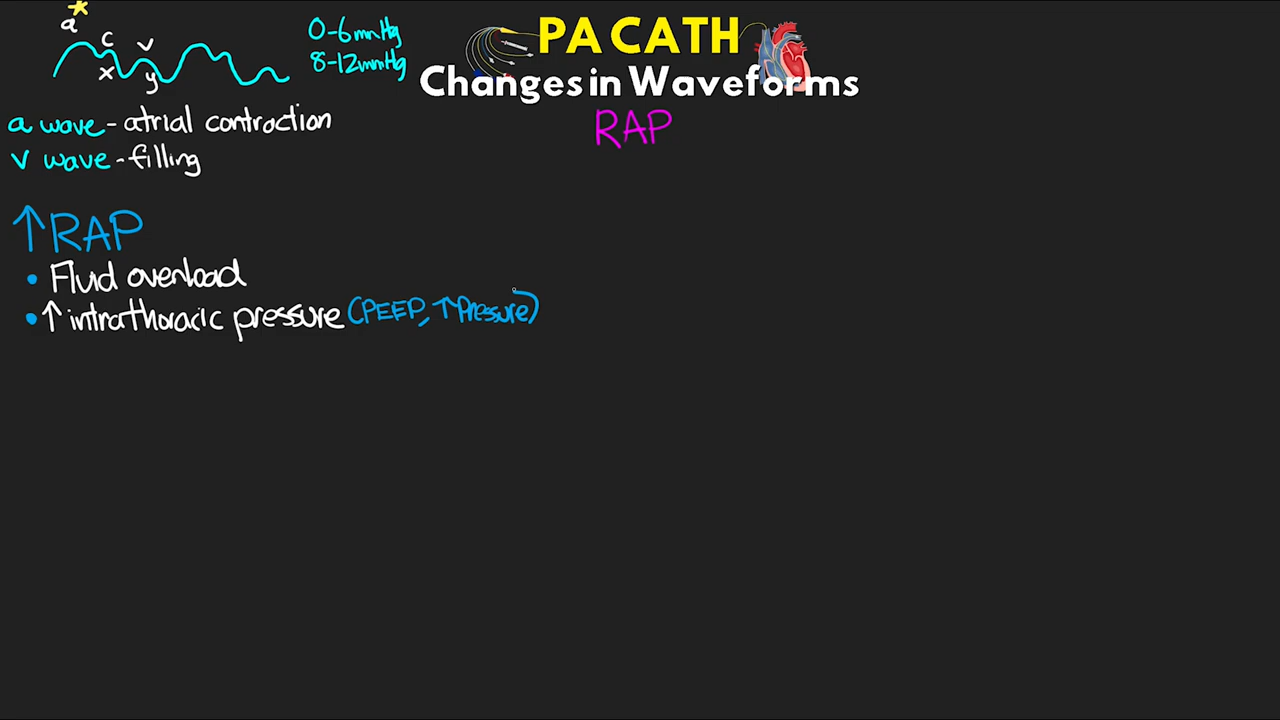 a
c
v
x
y
0-6mmHg
8-12mmHg
PA CATH
Changes in Waveforms
RAP
a wave - atrial contraction
v wave - filling
↑RAP
• Fluid overload
• ↑ intrathoracic pressure (PEEP, ↑Pressure)